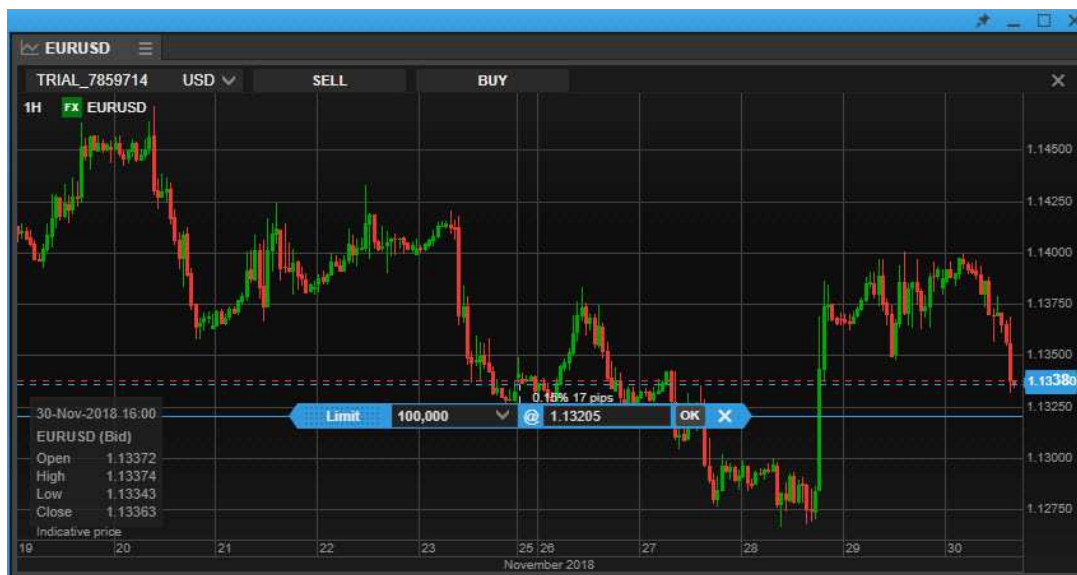 EURUSD
TRIAL_7859714 USD SELL BUY
1H FX EURUSD
1.14500
1.14250
1.14000
1.13750
1.13500
1.13380
0.15% 17 pips
Limit 100,000 @ 1.13205 OK
1.13250
30-Nov-2018 16:00
EURUSD (Bid)
Open 1.13372
High 1.13374
Low 1.13343
Close 1.13363
Indicative price
1.13000
1.12750
19 20 21 22 23 25 26 27 28 29 30
November 2018